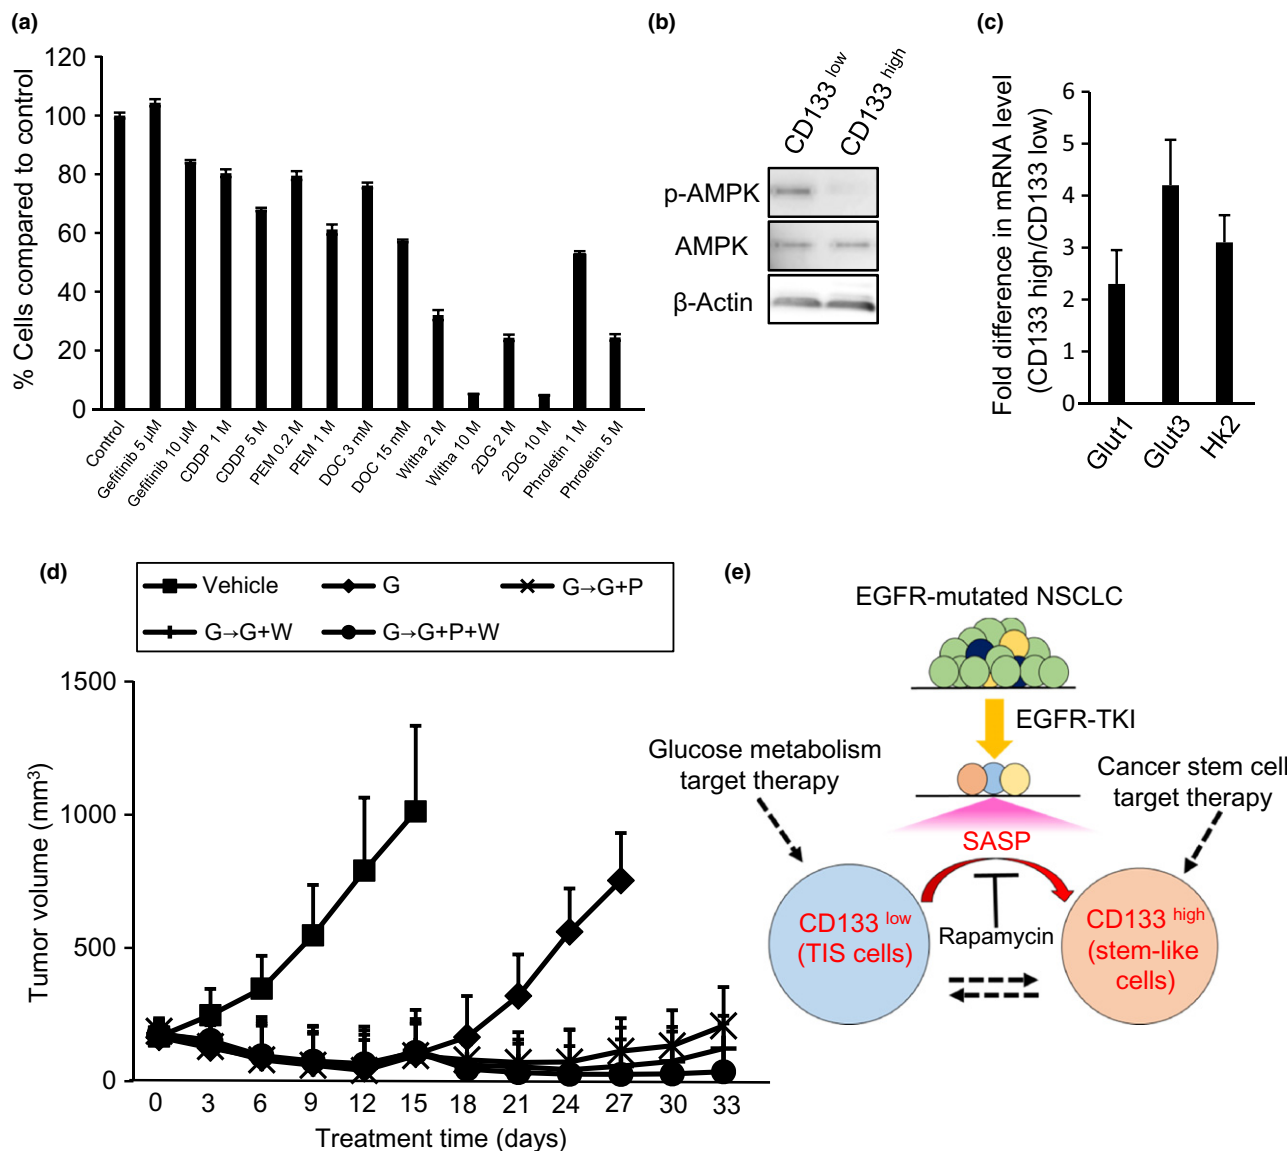 (a)
% Cells compared to control
120
100
80
60
40
20
0
Control
Gefitinib 5 µM
Gefitinib 10 µM
CDDP 1 M
CDDP 5 M
PEM 0.2 M
PEM 1 M
DOC 3 mM
DOC 15 mM
Witha 2 M
Witha 10 M
2DG 2 M
2DG 10 M
Phroletin 1 M
Phroletin 5 M
(b)
CD133 low
CD133 high
p-AMPK
AMPK
β-Actin
(c)
Fold difference in mRNA level
(CD133 high/CD133 low)
6
5
4
3
2
1
0
Glut1
Glut3
Hk2
(d)
Vehicle
G
G→G+P
G→G+W
G→G+P+W
Tumor volume (mm³)
1500
1000
500
0
0 3 6 9 12 15 18 21 24 27 30 33
Treatment time (days)
(e)
EGFR-mutated NSCLC
EGFR-TKI
Glucose metabolism
target therapy
Cancer stem cell
target therapy
SASP
CD133 low
(TIS cells)
Rapamycin
CD133 high
(stem-like
cells)